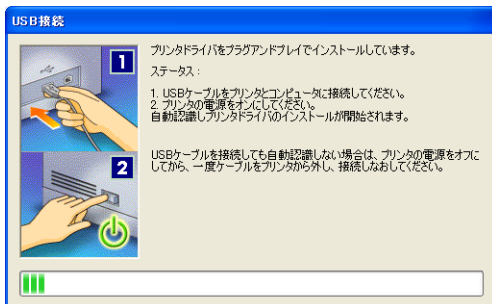 USB接続
1
プリンタドライバをプラグアンドプレイでインストールしています。
ステータス：
1. USBケーブルをプリンタとコンピュータに接続してください。
2. プリンタの電源をオンにしてください。
自動認識しプリンタドライバのインストールが開始されます。
2
USBケーブルを接続しても自動認識しない場合は、プリンタの電源をオフに
してから、一度ケーブルをプリンタから外し、接続しなおしてください。